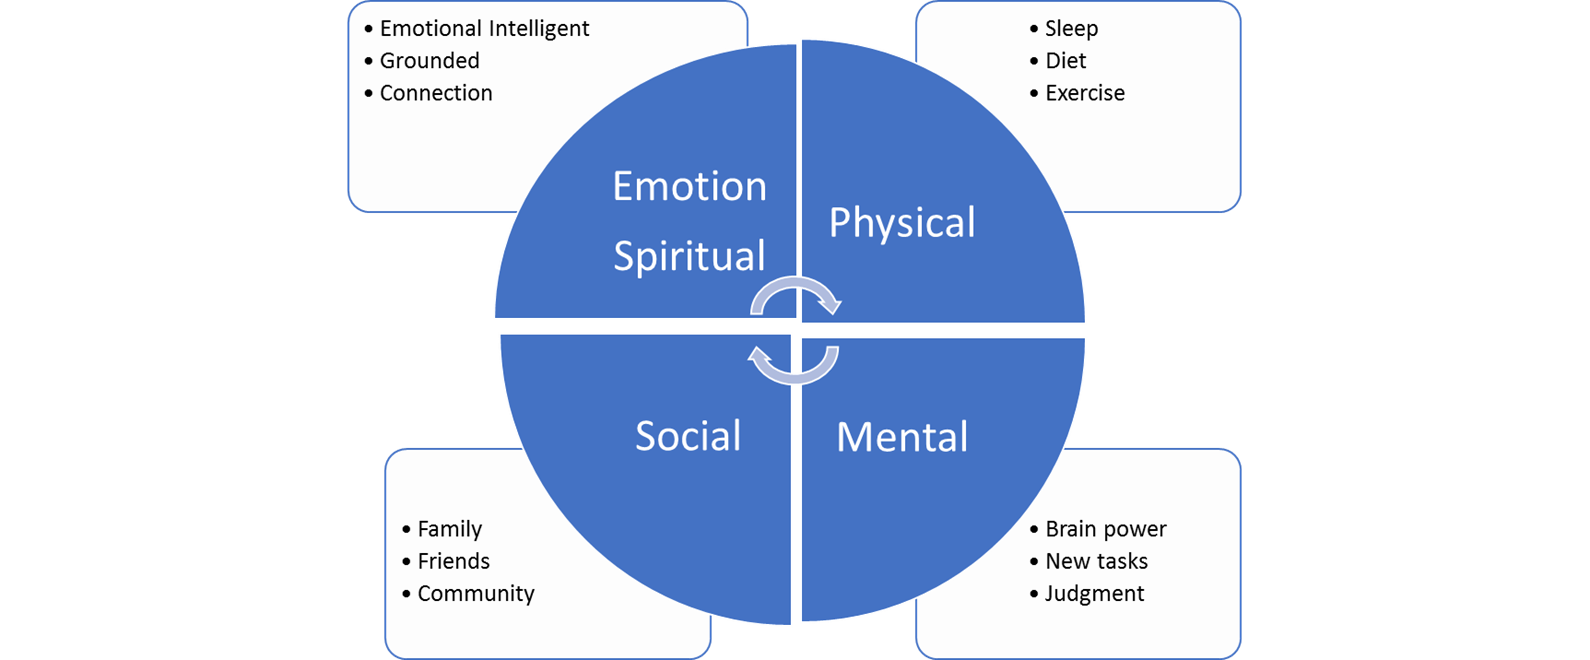 • Emotional Intelligent
• Grounded
• Connection
• Sleep
• Diet
• Exercise
Emotion
Spiritual
Physical
Social
Mental
• Family
• Friends
• Community
• Brain power
• New tasks
• Judgment